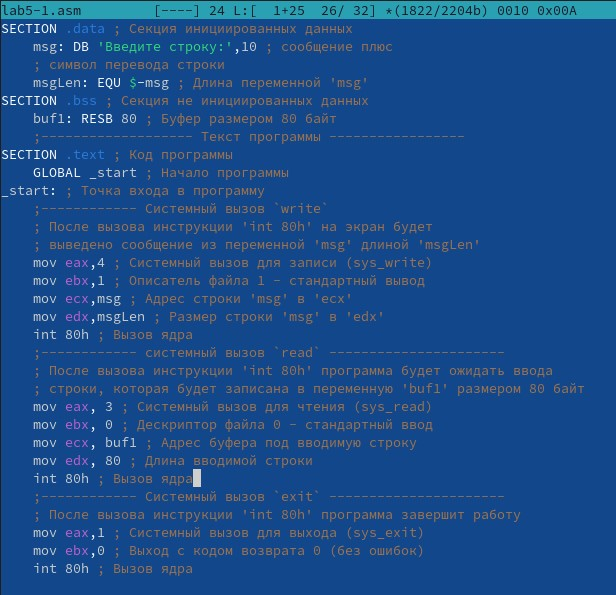 lab5-1.asm [----] 24 L:[ 1+25 26/ 32] *(1822/2204b) 0010 0x00A
SECTION .data ; Секция инициированных данных
msg: DB 'Введите строку:',10 ; сообщение плюс
; символ перевода строки
msgLen: EQU $-msg ; Длина переменной 'msg'
SECTION .bss ; Секция не инициированных данных
buf1: RESB 80 ; Буфер размером 80 байт
;------------------- Текст программы -----------------
SECTION .text ; Код программы
GLOBAL _start ; Начало программы
_start: ; Точка входа в программу
;------------ Cистемный вызов `write`
; После вызова инструкции 'int 80h' на экран будет
; выведено сообщение из переменной 'msg' длиной 'msgLen'
mov eax,4 ; Системный вызов для записи (sys_write)
mov ebx,1 ; Описатель файла 1 - стандартный вывод
mov ecx,msg ; Адрес строки 'msg' в 'ecx'
mov edx,msgLen ; Размер строки 'msg' в 'edx'
int 80h ; Вызов ядра
;------------ системный вызов `read` ----------------------
; После вызова инструкции 'int 80h' программа будет ожидать ввода
; строки, которая будет записана в переменную 'buf1' размером 80 байт
mov eax, 3 ; Системный вызов для чтения (sys_read)
mov ebx, 0 ; Дескриптор файла 0 - стандартный ввод
mov ecx, buf1 ; Адрес буфера под вводимую строку
mov edx, 80 ; Длина вводимой строки
int 80h ; Вызов ядра
;------------ Системный вызов `exit` ----------------------
; После вызова инструкции 'int 80h' программа завершит работу
mov eax,1 ; Системный вызов для выхода (sys_exit)
mov ebx,0 ; Выход с кодом возврата 0 (без ошибок)
int 80h ; Вызов ядра